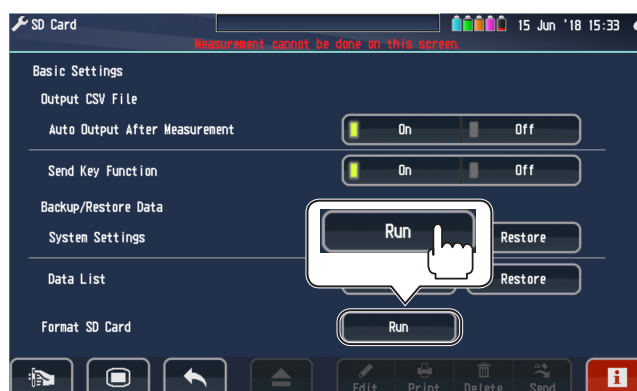 SD Card 15 Jun '18 15:33
Measurement cannot be done on this screen.
Basic Settings
Output CSV File
Auto Output After Measurement On Off
Send Key Function On Off
Backup/Restore Data
Run
System Settings Restore
Data List Restore
Format SD Card Run
Edit Print Delete Send